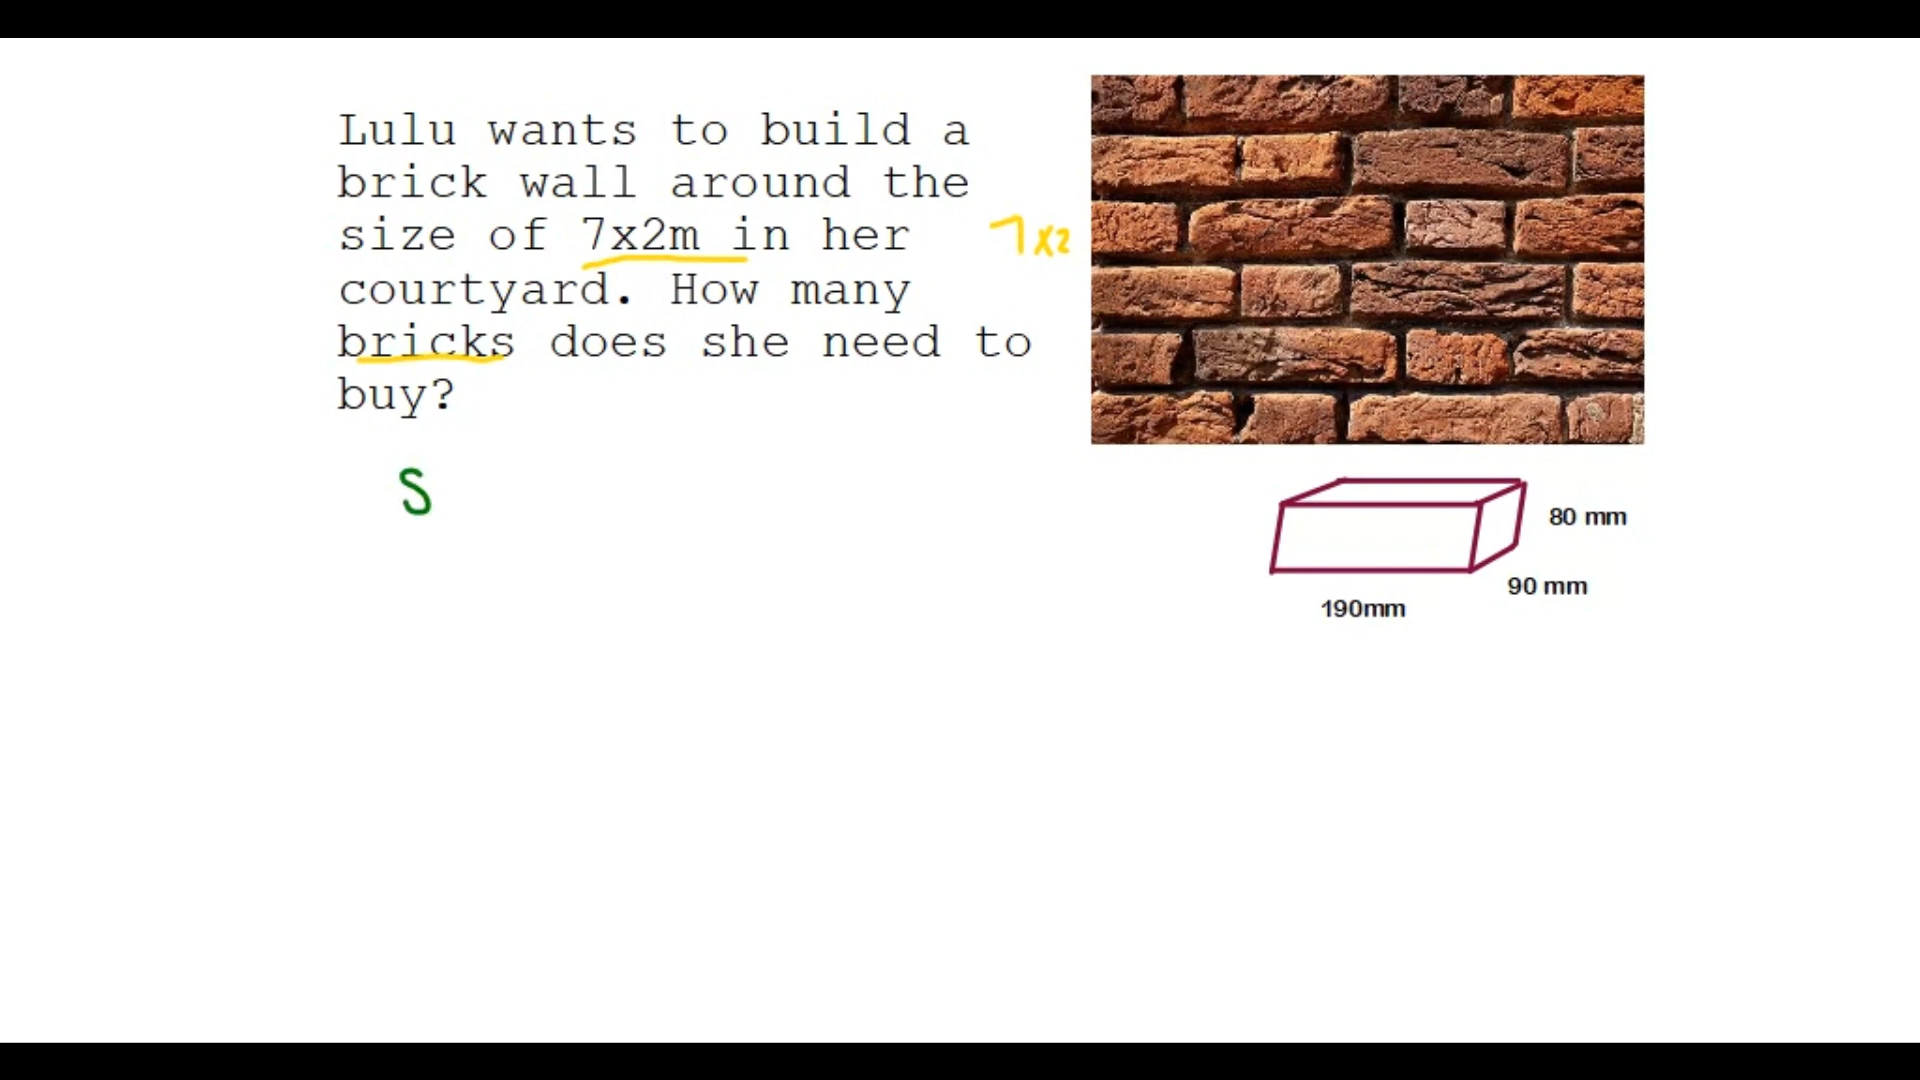 Lulu wants to build a
brick wall around the
size of 7x2m in her
7x2
courtyard. How many
bricks does she need to
buy?
S
80 mm
90 mm
190mm